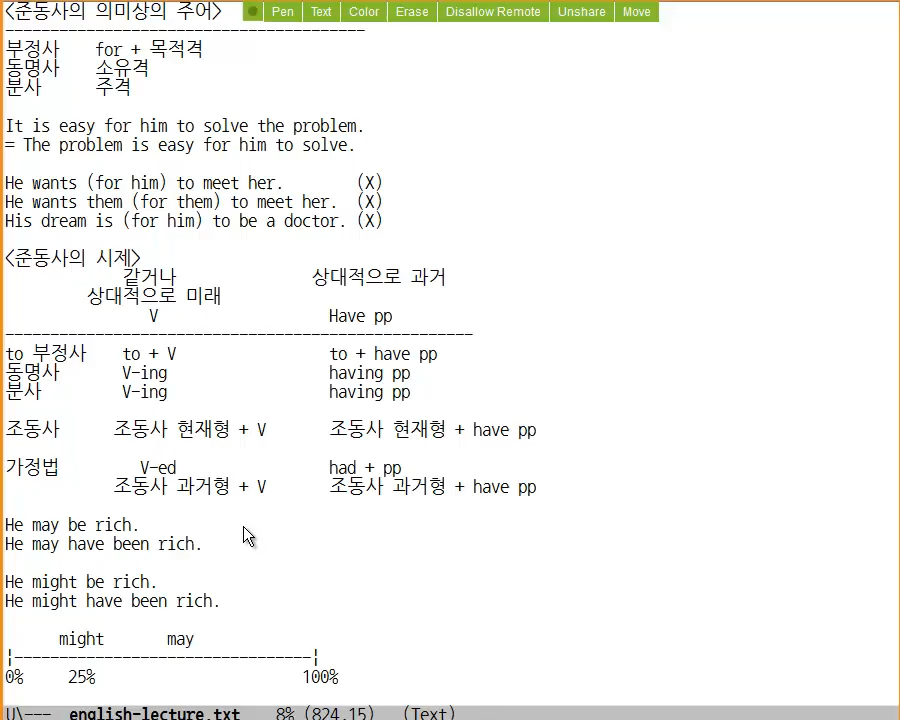 <준동사의 의미상의 주어>
Pen Text Color Erase Disallow Remote Unshare Move
----------------------------------------
부정사 for + 목적격
동명사 소유격
분사 주격
It is easy for him to solve the problem.
= The problem is easy for him to solve.
He wants (for him) to meet her. (X)
He wants them (for them) to meet her. (X)
His dream is (for him) to be a doctor. (X)
<준동사의 시제>
같거나 상대적으로 과거
상대적으로 미래
V Have pp
----------------------------------------------------
to 부정사 to + V to + have pp
동명사 V-ing having pp
분사 V-ing having pp
조동사 조동사 현재형 + V 조동사 현재형 + have pp
가정법 V-ed had + pp
조동사 과거형 + V 조동사 과거형 + have pp
He may be rich.
He may have been rich.
He might be rich.
He might have been rich.
might may
¦---------------------------------¦
0% 25% 100%
U\--- english-lecture.txt 8% (824,15) (Text)